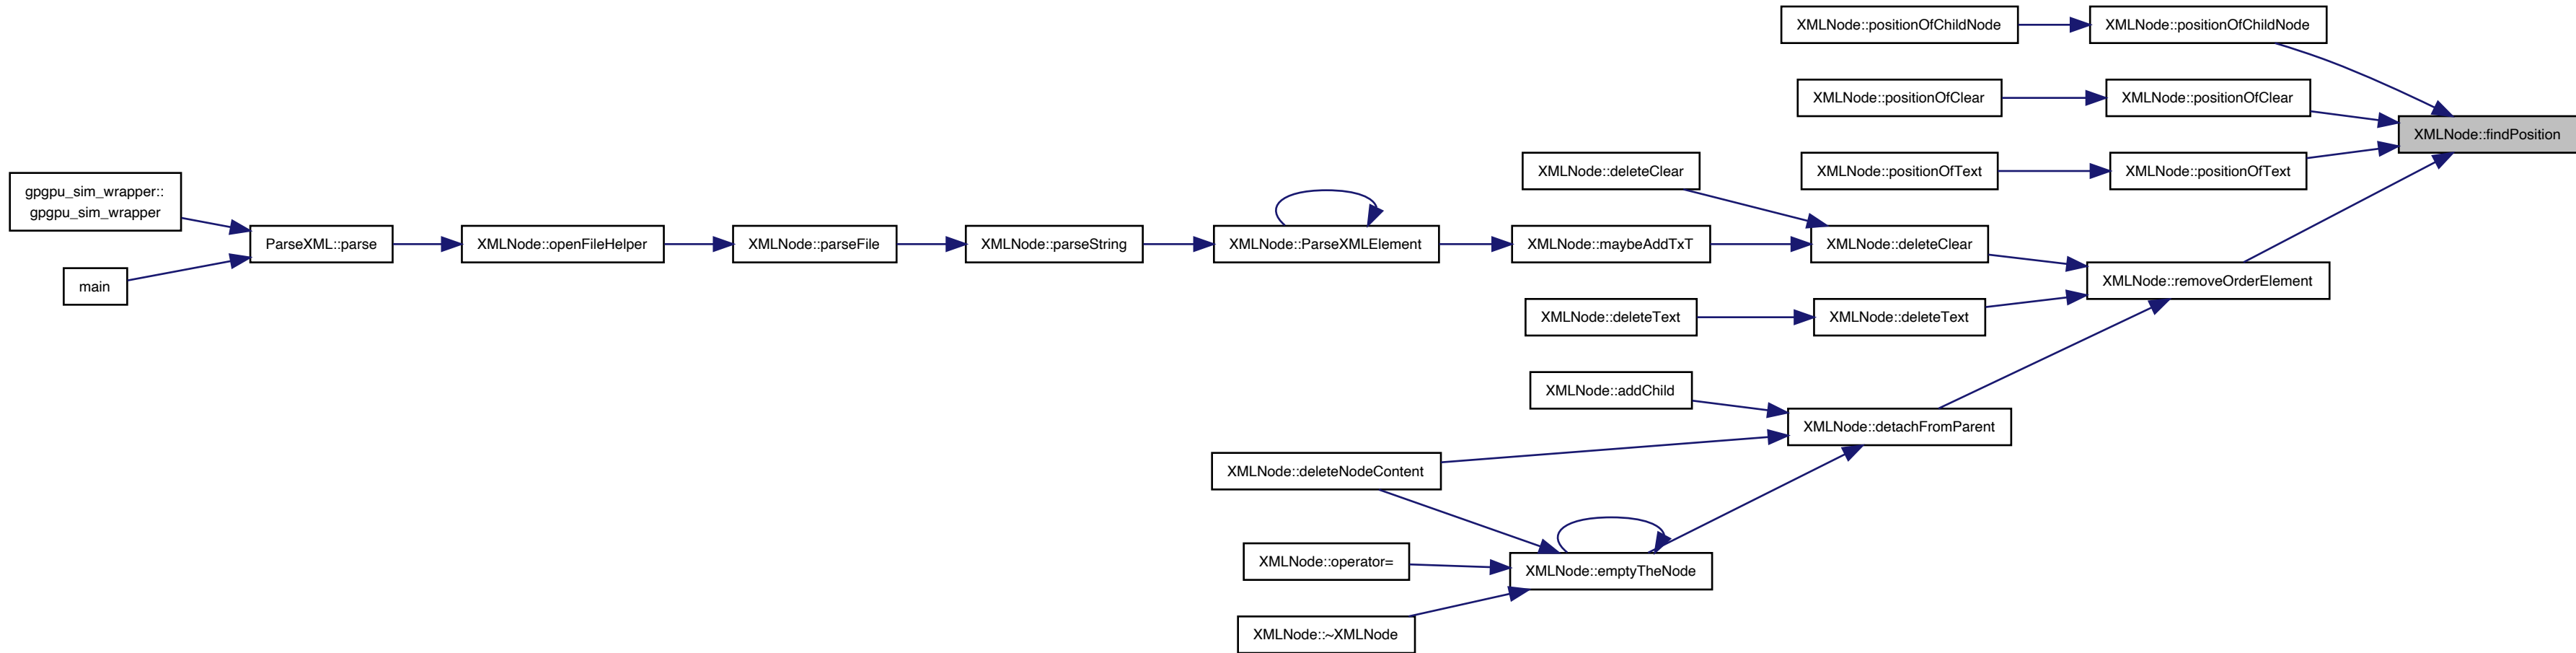 XMLNode::positionOfChildNode
XMLNode::positionOfChildNode
XMLNode::positionOfClear
XMLNode::positionOfClear
XMLNode::findPosition
XMLNode::deleteClear
XMLNode::positionOfText
XMLNode::positionOfText
gpgpu_sim_wrapper::
gpgpu_sim_wrapper
ParseXML::parse
XMLNode::openFileHelper
XMLNode::parseFile
XMLNode::parseString
XMLNode::ParseXMLElement
XMLNode::maybeAddTxT
XMLNode::deleteClear
main
XMLNode::removeOrderElement
XMLNode::deleteText
XMLNode::deleteText
XMLNode::addChild
XMLNode::detachFromParent
XMLNode::deleteNodeContent
XMLNode::operator=
XMLNode::emptyTheNode
XMLNode::~XMLNode